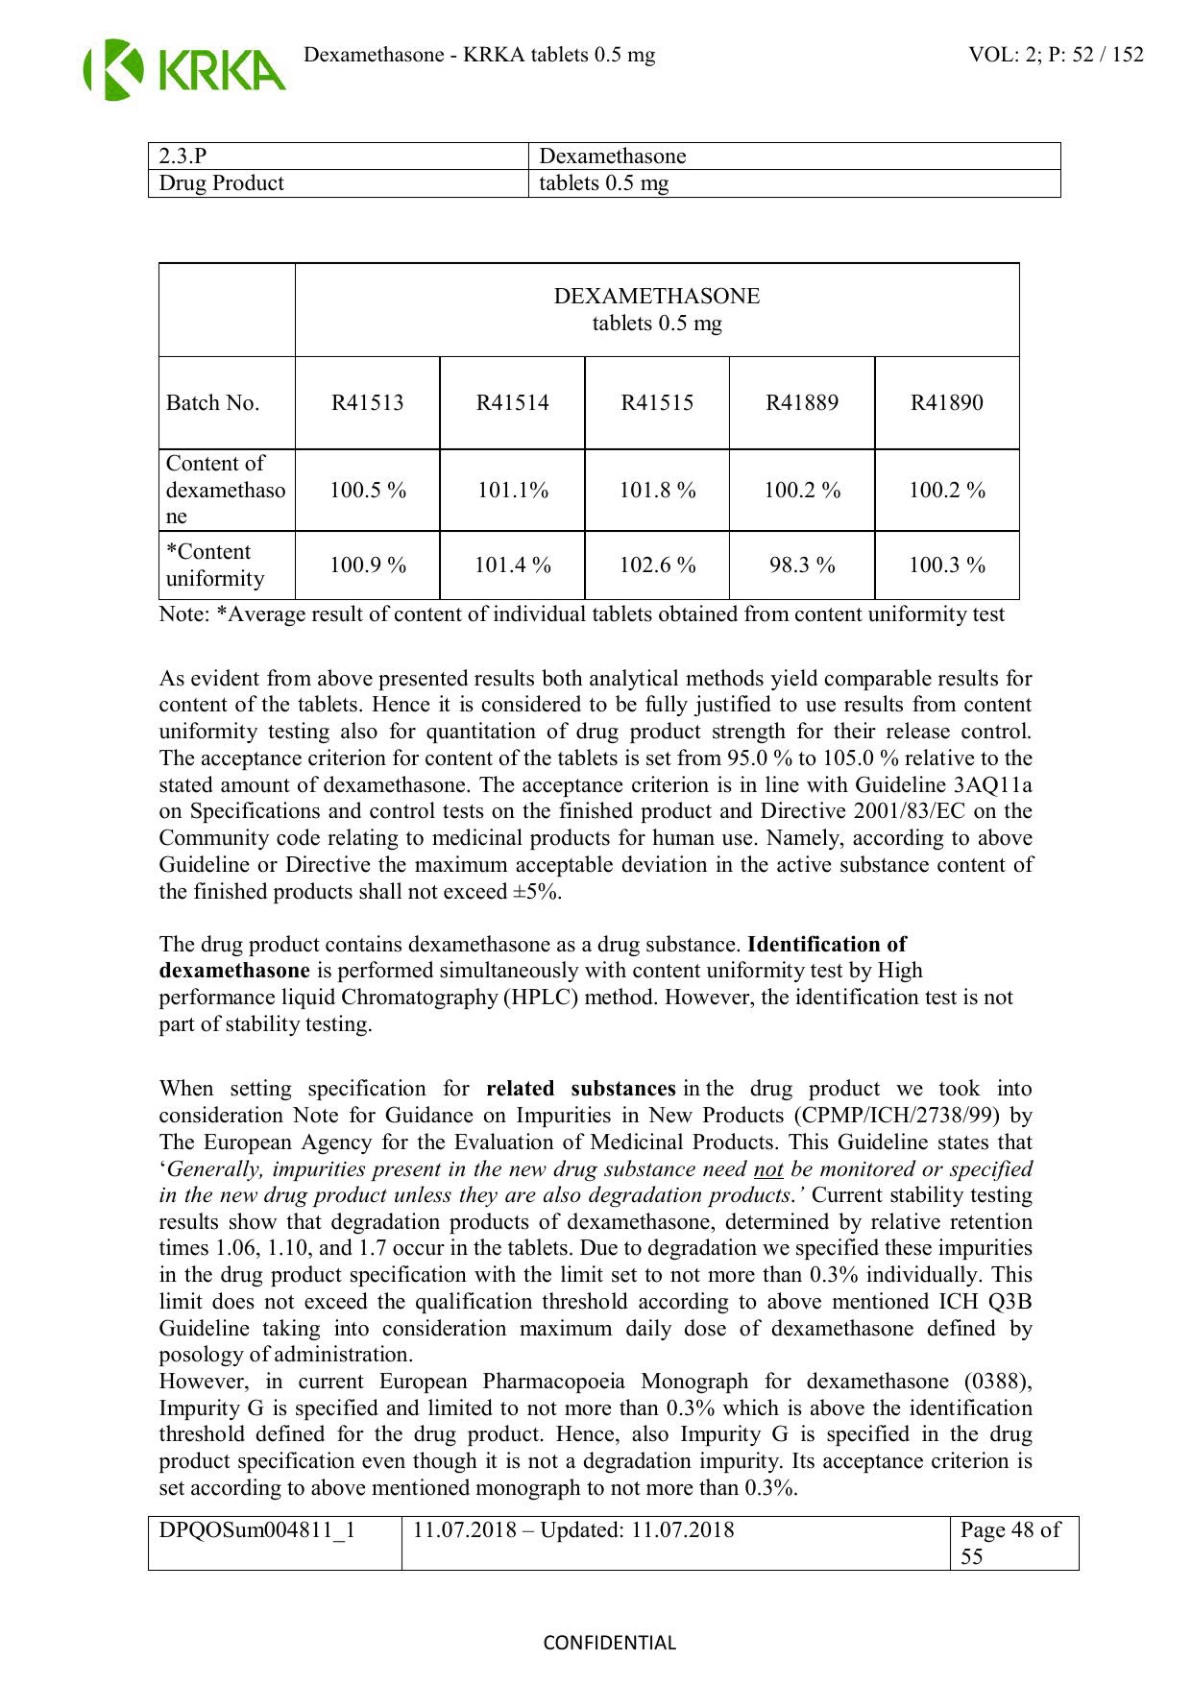 KRKA
Dexamethasone - KRKA tablets 0.5 mg
VOL: 2; P: 52 / 152
2.3.P
Dexamethasone
Drug Product
tablets 0.5 mg
DEXAMETHASONE
tablets 0.5 mg
Batch No.
R41513
R41514
R41515
R41889
R41890
Content of
dexamethaso
ne
100.5 %
101.1%
101.8 %
100.2 %
100.2 %
*Content
uniformity
100.9 %
101.4 %
102.6 %
98.3 %
100.3 %
Note: *Average result of content of individual tablets obtained from content uniformity test
As evident from above presented results both analytical methods yield comparable results for
content of the tablets. Hence it is considered to be fully justified to use results from content
uniformity testing also for quantitation of drug product strength for their release control.
The acceptance criterion for content of the tablets is set from 95.0 % to 105.0 % relative to the
stated amount of dexamethasone. The acceptance criterion is in line with Guideline 3AQ11a
on Specifications and control tests on the finished product and Directive 2001/83/EC on the
Community code relating to medicinal products for human use. Namely, according to above
Guideline or Directive the maximum acceptable deviation in the active substance content of
the finished products shall not exceed ±5%.
The drug product contains dexamethasone as a drug substance. Identification of
dexamethasone is performed simultaneously with content uniformity test by High
performance liquid Chromatography (HPLC) method. However, the identification test is not
part of stability testing.
When setting specification for related substances in the drug product we took into
consideration Note for Guidance on Impurities in New Products (CPMP/ICH/2738/99) by
The European Agency for the Evaluation of Medicinal Products. This Guideline states that
‘Generally, impurities present in the new drug substance need not be monitored or specified
in the new drug product unless they are also degradation products.’ Current stability testing
results show that degradation products of dexamethasone, determined by relative retention
times 1.06, 1.10, and 1.7 occur in the tablets. Due to degradation we specified these impurities
in the drug product specification with the limit set to not more than 0.3% individually. This
limit does not exceed the qualification threshold according to above mentioned ICH Q3B
Guideline taking into consideration maximum daily dose of dexamethasone defined by
posology of administration.
However, in current European Pharmacopoeia Monograph for dexamethasone (0388),
Impurity G is specified and limited to not more than 0.3% which is above the identification
threshold defined for the drug product. Hence, also Impurity G is specified in the drug
product specification even though it is not a degradation impurity. Its acceptance criterion is
set according to above mentioned monograph to not more than 0.3%.
DPQOSum004811_1
11.07.2018 – Updated: 11.07.2018
Page 48 of
55
CONFIDENTIAL